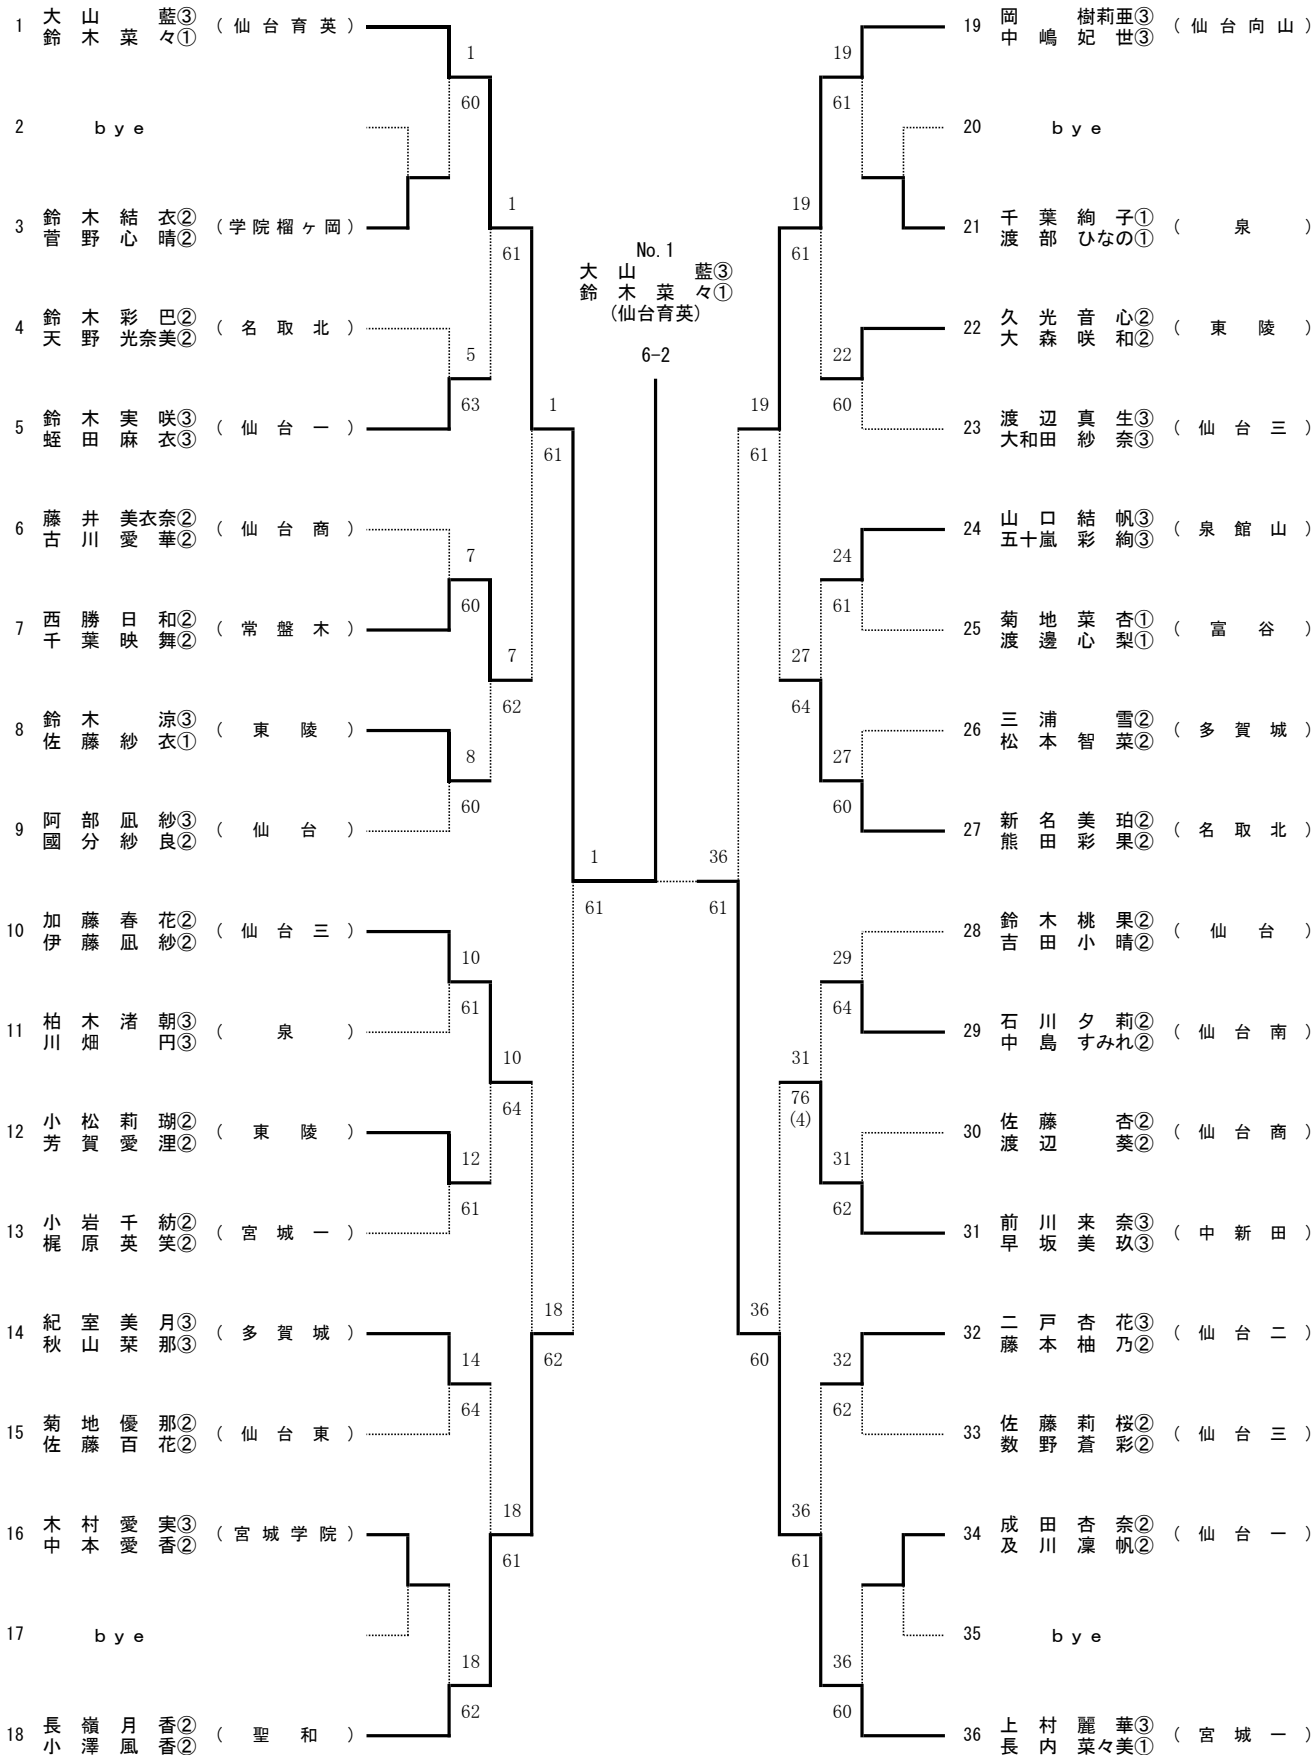 1 大山 藍③ (仙台育英)
鈴木菜々①
1
60
2 bye
3 鈴木結衣② (学院榴ヶ岡)
菅野心晴②
1
61
4 鈴木彩巴② (名取北)
天野光奈美②
5
63
5 鈴木実咲③ (仙台一)
蛭田麻衣③
1
61
6 藤井美衣奈② (仙台商)
古川愛華②
7
60
7 西勝日和② (常盤木)
千葉映舞②
7
62
8 鈴木 涼③ (東陵)
佐藤紗衣①
8
60
9 阿部凪紗③ (仙台)
國分紗良②
1
61
10 加藤春花② (仙台三)
伊藤凪紗②
10
61
11 柏木渚朝③ (泉)
川畑 円③
10
64
12 小松莉瑚② (東陵)
芳賀愛浬②
12
61
13 小岩千紡② (宮城一)
梶原英笑②
18
62
14 紀室美月③ (多賀城)
秋山栞那③
14
64
15 菊地優那② (仙台東)
佐藤百花②
18
61
16 木村愛実③ (宮城学院)
中本愛香②
17 bye
18
62
18 長嶺月香② (聖和)
小澤風香②
No.1
大山 藍③
鈴木菜々①
(仙台育英)
6-2
19 岡 樹莉亜③ (仙台向山)
中嶋妃世③
19
61
20 bye
21 千葉絢子① (泉)
渡部ひなの①
19
61
22 久光音心② (東陵)
大森咲和②
22
60
23 渡辺真生③ (仙台三)
大和田紗奈③
19
61
24 山口結帆③ (泉館山)
五十嵐彩絢③
24
61
25 菊地菜杏① (富谷)
渡邊心梨①
27
64
26 三浦 雪② (多賀城)
松本智菜②
27
60
27 新名美珀② (名取北)
熊田彩果②
36
61
28 鈴木桃果② (仙台)
吉田小晴②
29
64
29 石川夕莉② (仙台南)
中島すみれ②
31
76
(4)
30 佐藤 杏② (仙台商)
渡辺 葵②
31
62
31 前川来奈③ (中新田)
早坂美玖③
36
60
32 二戸杏花③ (仙台二)
藤本柚乃②
32
62
33 佐藤莉桜② (仙台三)
数野蒼彩②
36
61
34 成田杏奈② (仙台一)
及川凜帆②
35 bye
36
60
36 上村麗華③ (宮城一)
長内菜々美①